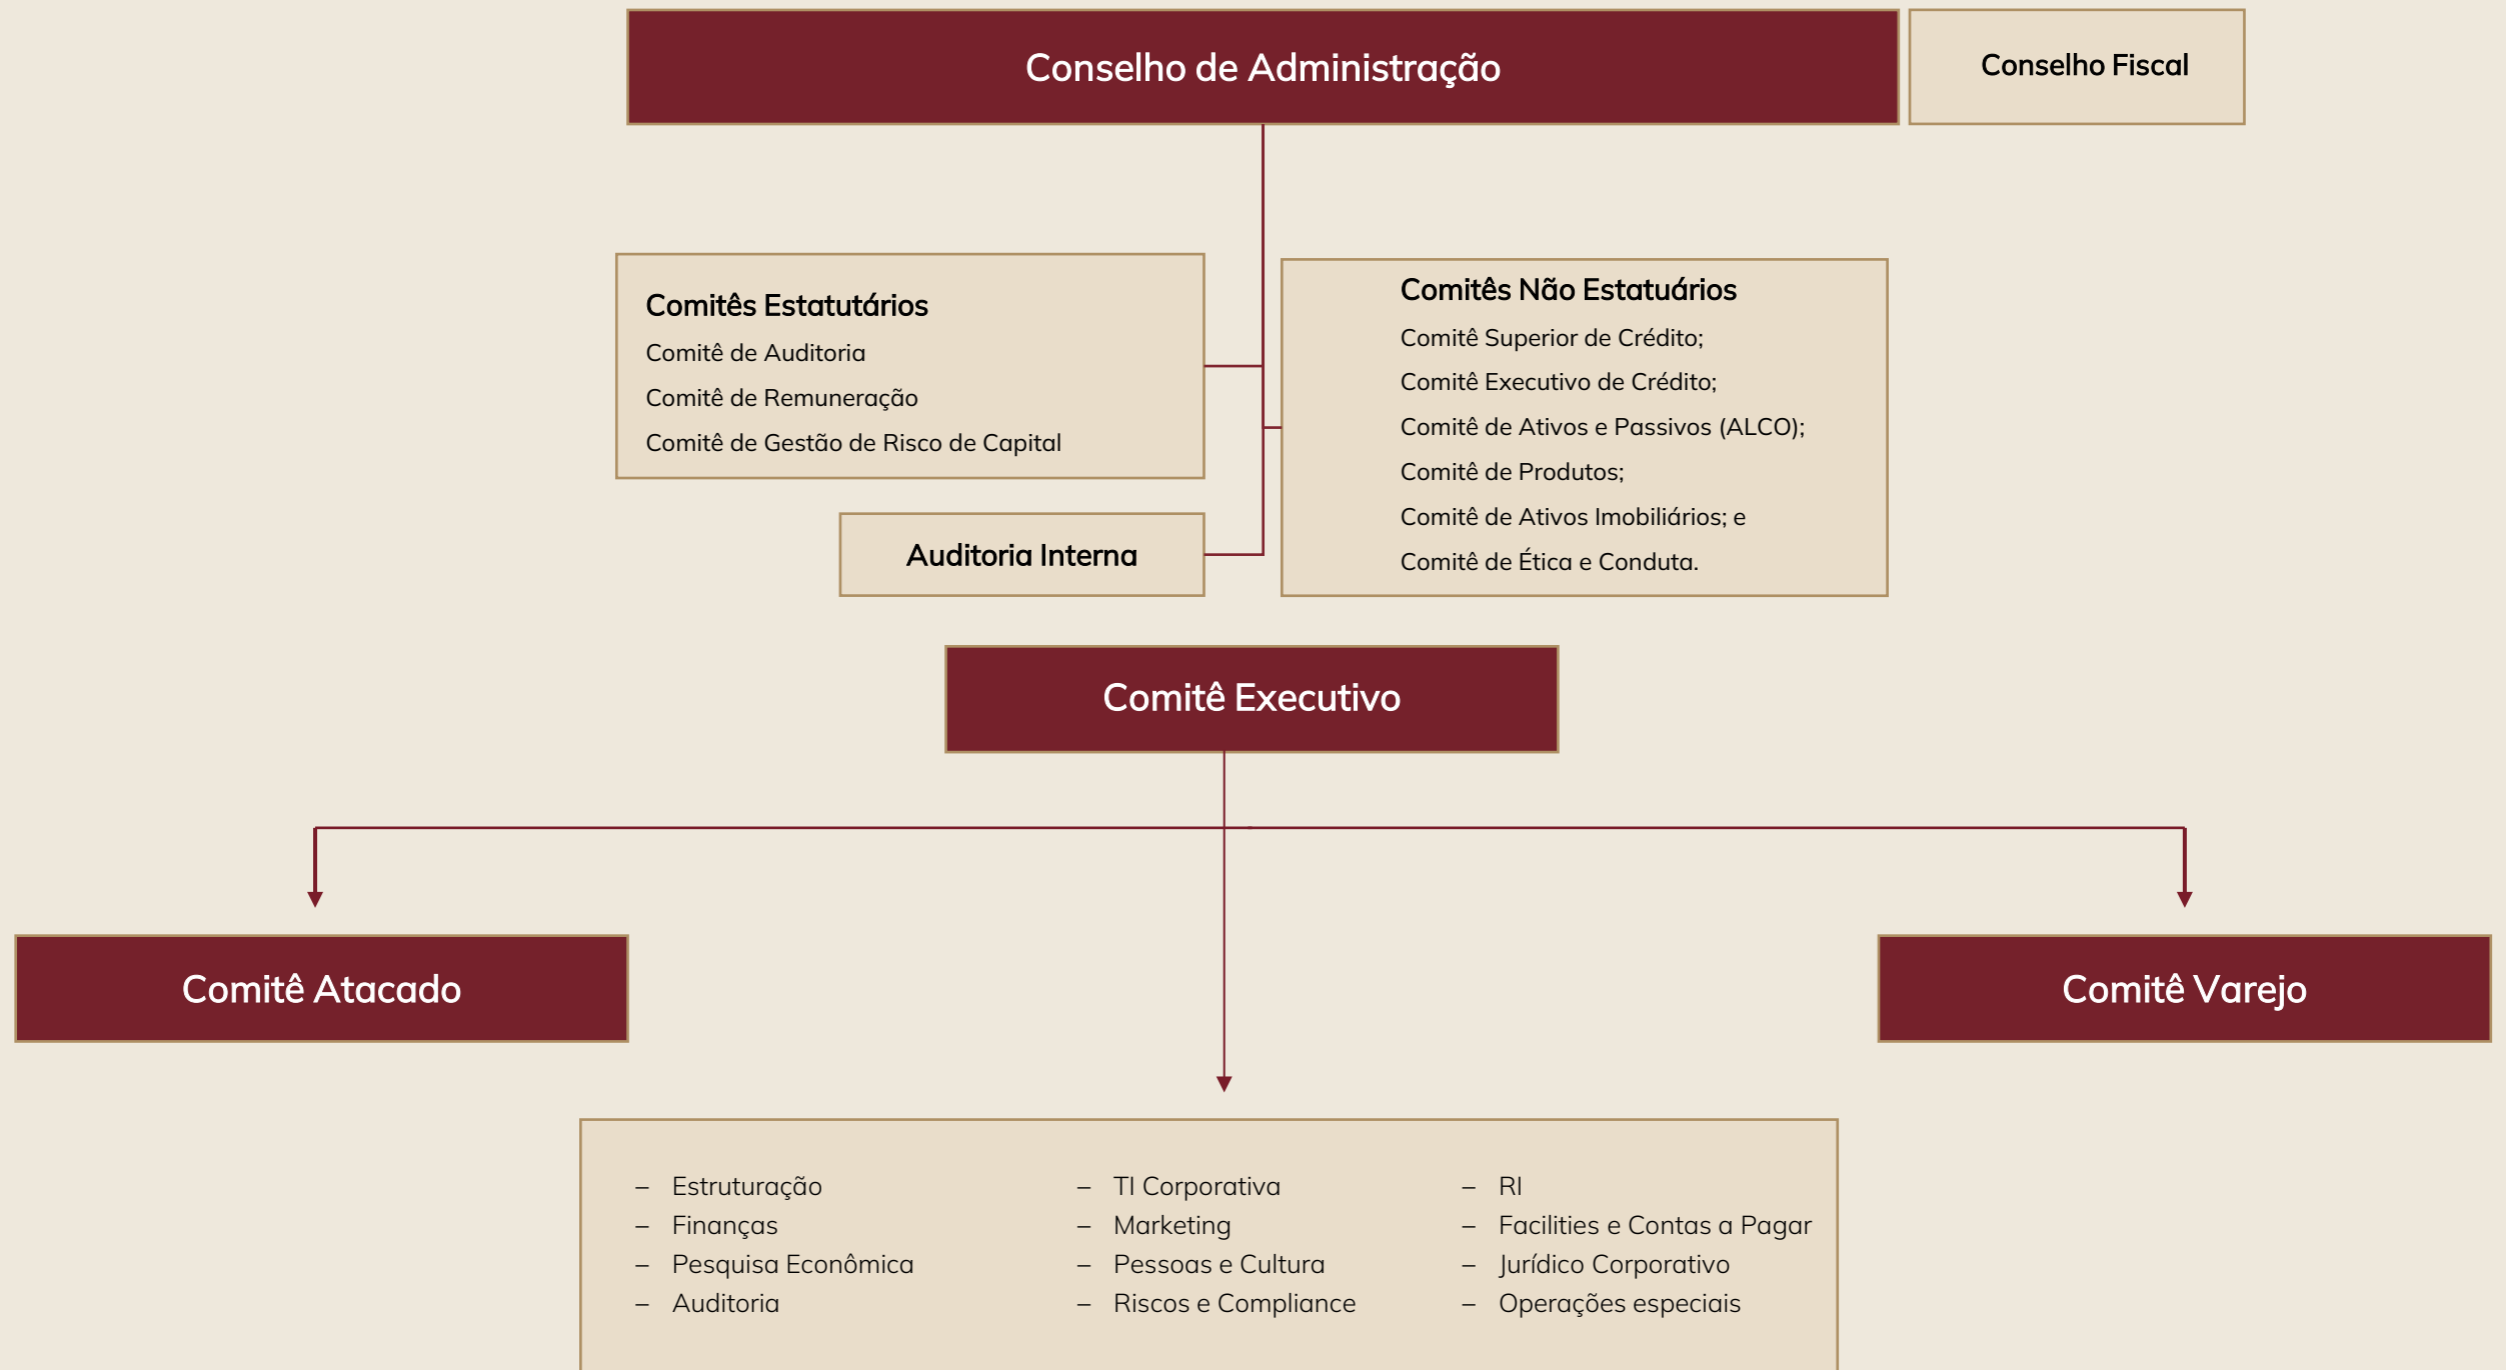 Conselho de Administração
Conselho Fiscal
Comitês Estatutários
Comitê de Auditoria
Comitê de Remuneração
Comitê de Gestão de Risco de Capital
Auditoria Interna
Comitês Não Estatuários
Comitê Superior de Crédito;
Comitê Executivo de Crédito;
Comitê de Ativos e Passivos (ALCO);
Comitê de Produtos;
Comitê de Ativos Imobiliários; e
Comitê de Ética e Conduta.
Comitê Executivo
Comitê Atacado
Comitê Varejo
– Estruturação
– Finanças
– Pesquisa Econômica
– Auditoria
– TI Corporativa
– Marketing
– Pessoas e Cultura
– Riscos e Compliance
– RI
– Facilities e Contas a Pagar
– Jurídico Corporativo
– Operações especiais